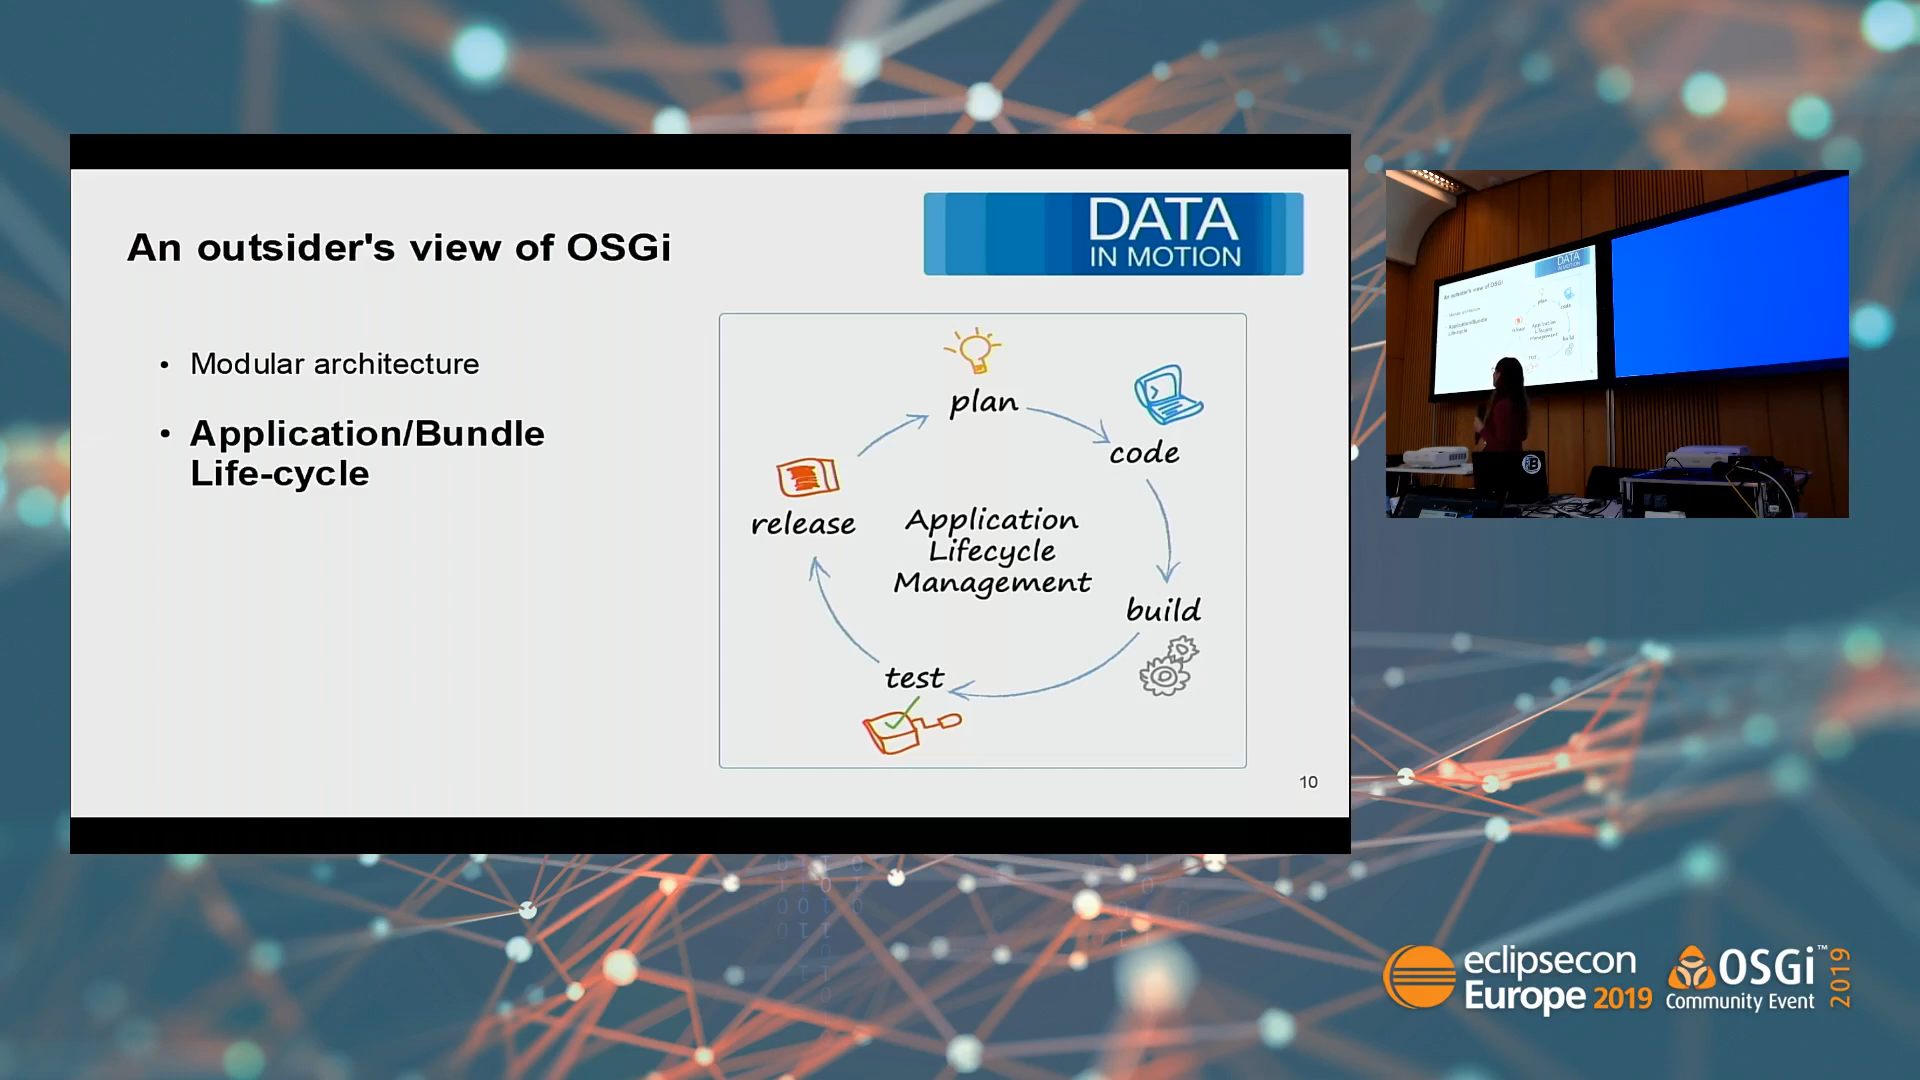 An outsider's view of OSGi
DATA
IN MOTION
• Modular architecture
• Application/Bundle
Life-cycle
plan
code
build
test
release
Application
Lifecycle
Management
10
eclipsecon
Europe 2019
OSGi™
Community Event
2019